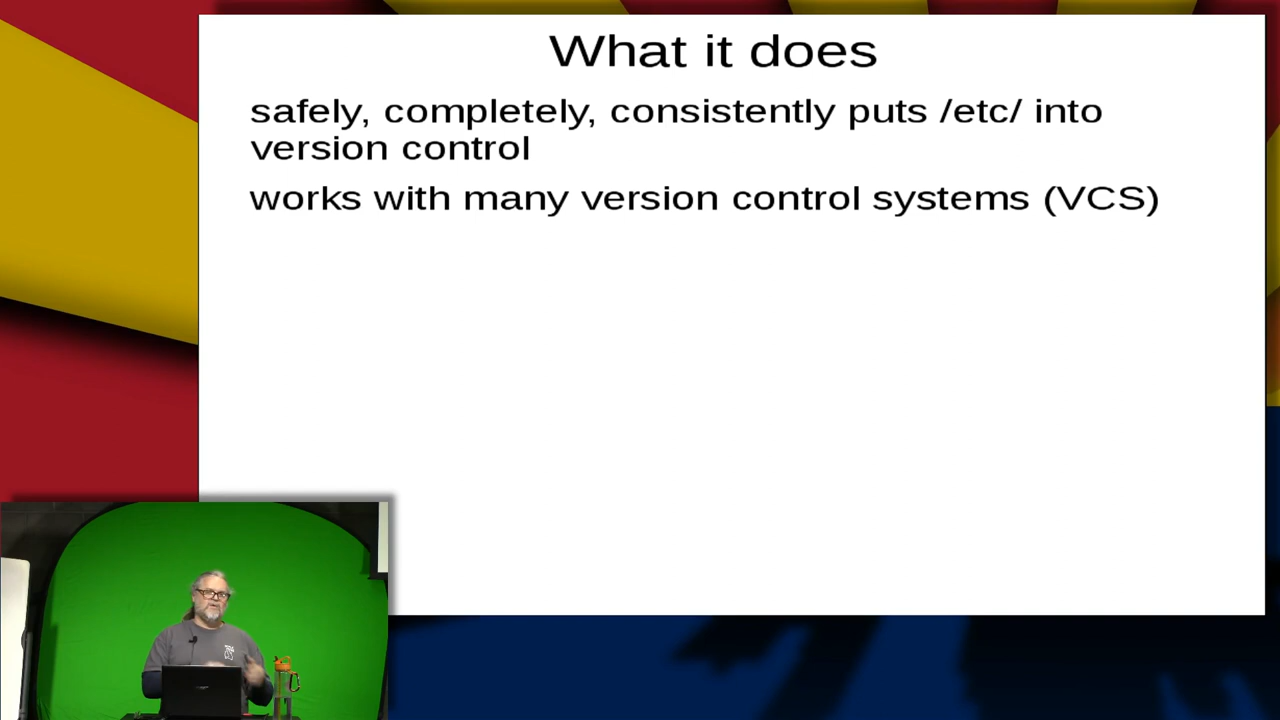 What it does
safely, completely, consistently puts /etc/ into
version control
works with many version control systems (VCS)